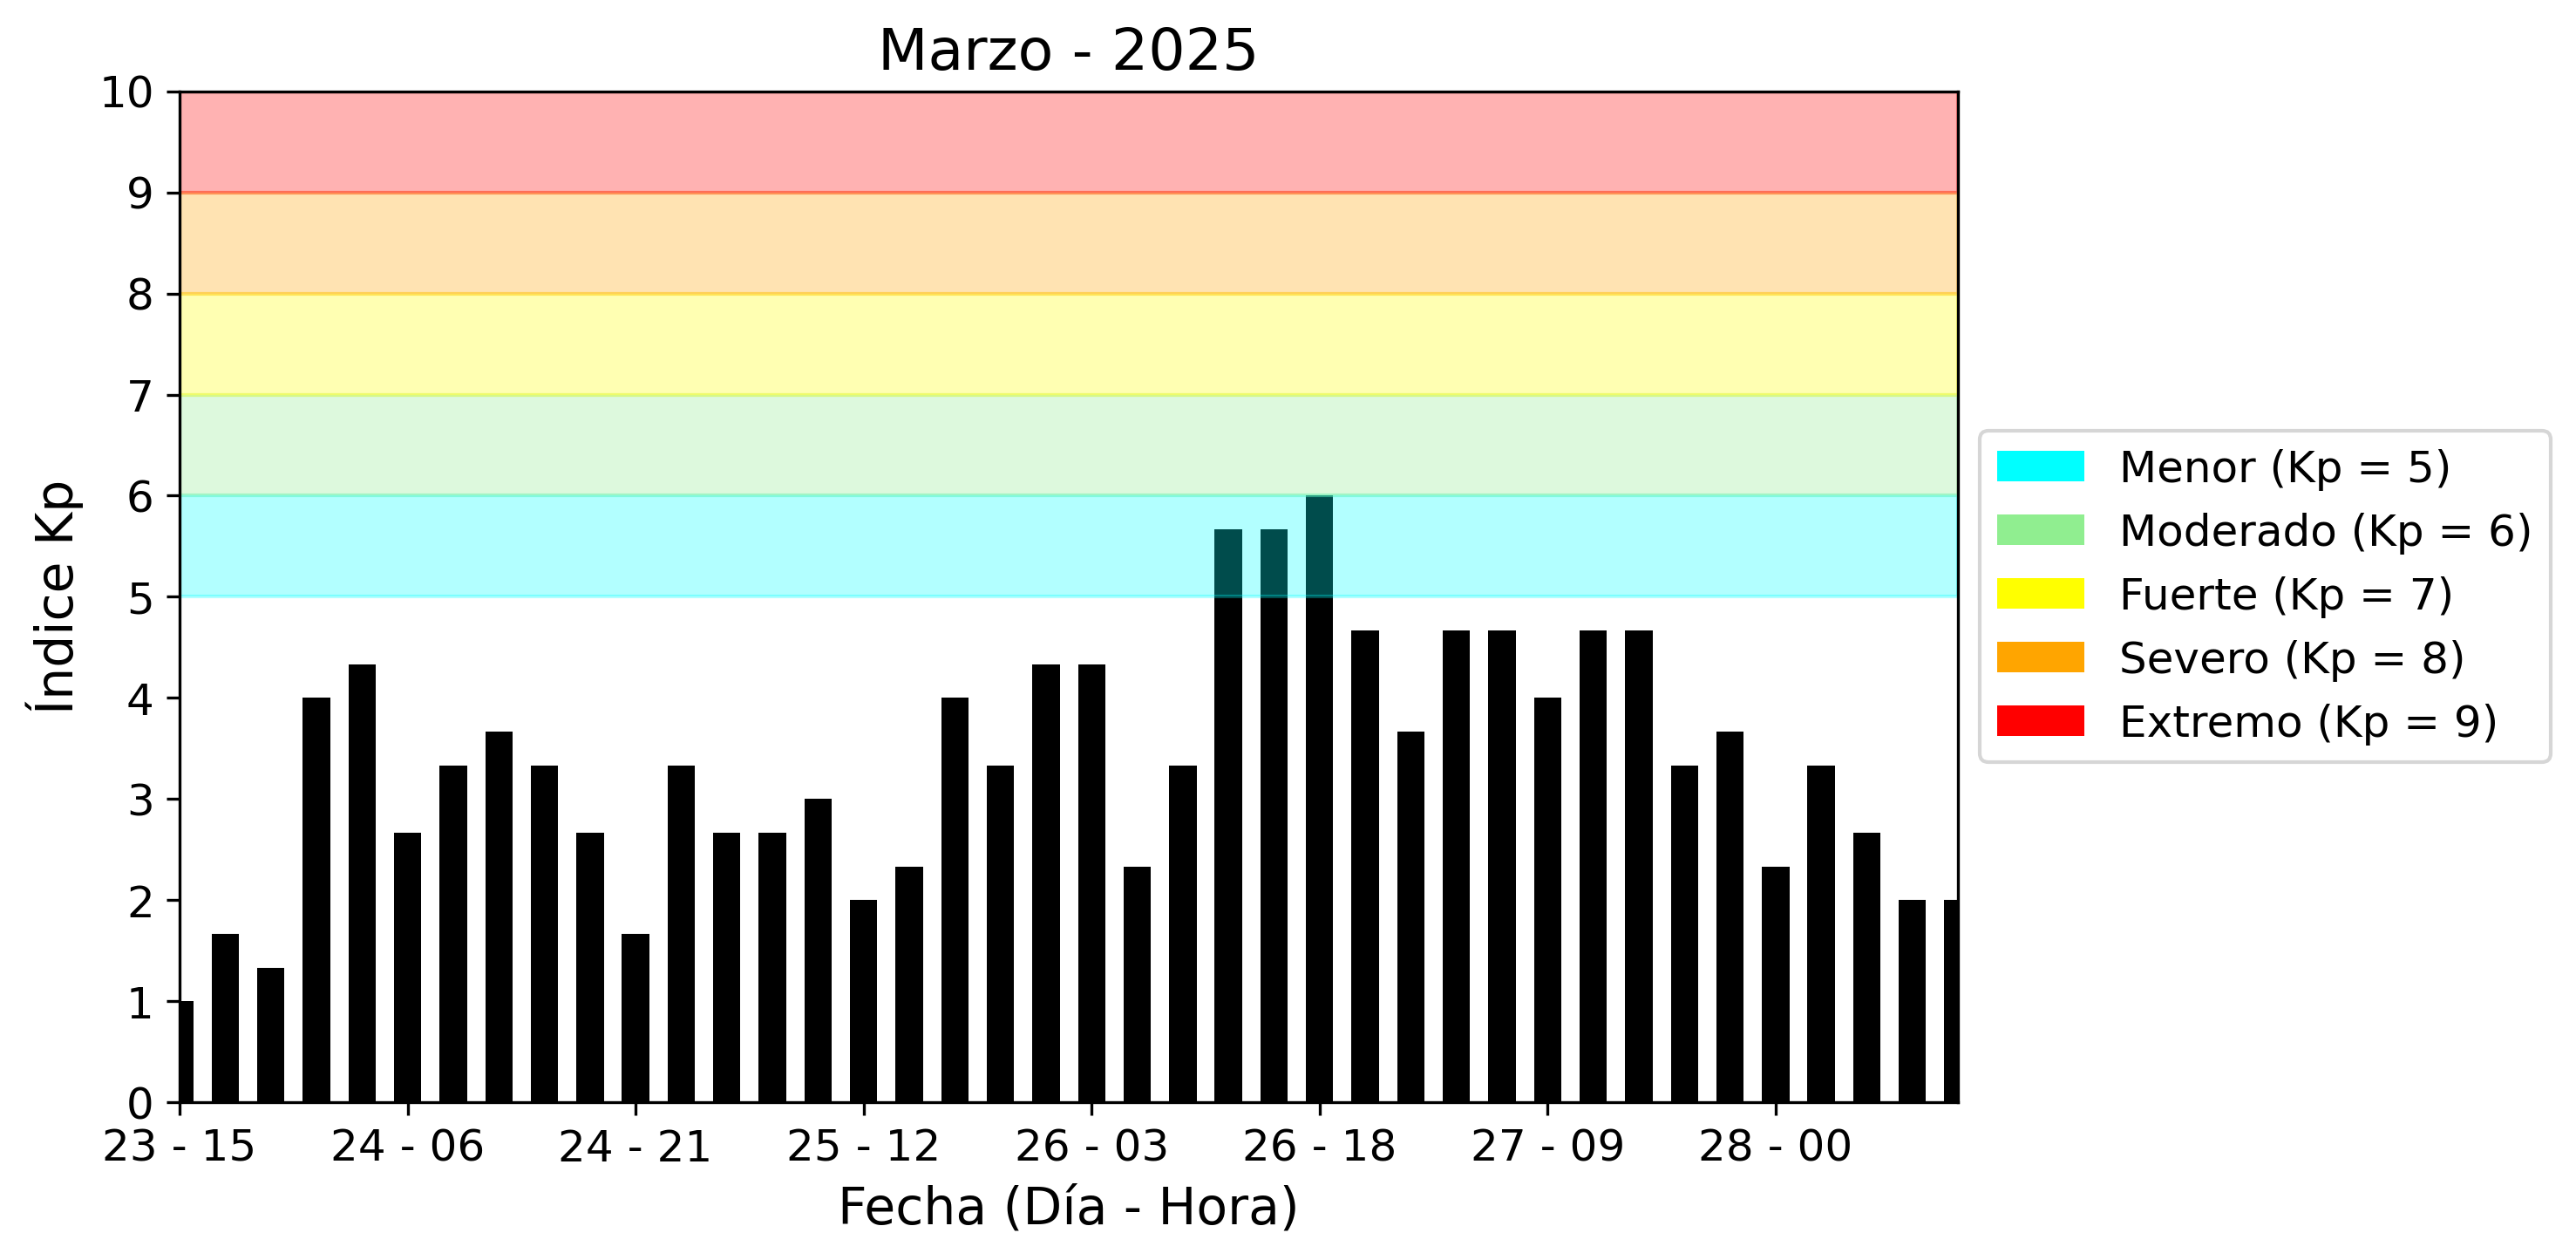 Marzo - 2025
10
9
8
7
6
5
4
3
2
1
0
Índice Kp
23 - 15
24 - 06
24 - 21
25 - 12
26 - 03
26 - 18
27 - 09
28 - 00
Fecha (Día - Hora)
Menor (Kp = 5)
Moderado (Kp = 6)
Fuerte (Kp = 7)
Severo (Kp = 8)
Extremo (Kp = 9)